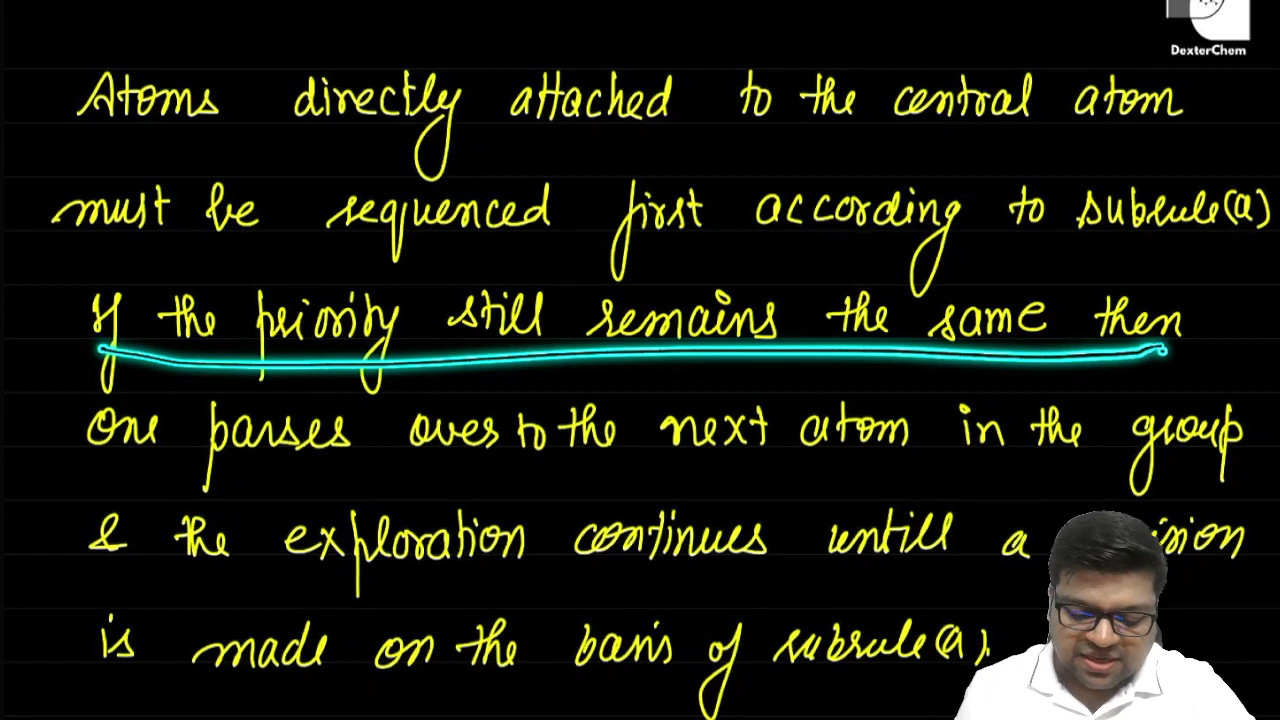 DexterChem
Atoms directly attached to the central atom
must be sequenced first according to subrule(a)
If the priority still remains the same then
One passes over to the next atom in the group
& the exploration continues untill a
is made on the basis of subrule(a).